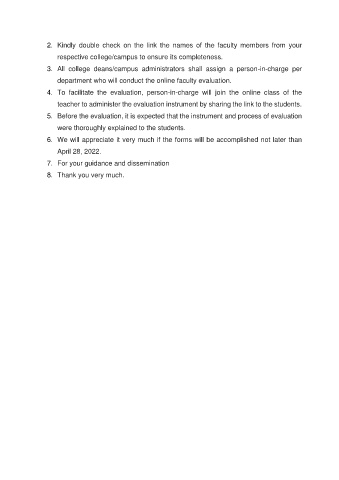 2. Kindly double check on the link the names of the faculty members from your
respective college/campus to ensure its completeness.
3. All college deans/campus administrators shall assign a person-in-charge per
department who will conduct the online faculty evaluation.
4. To facilitate the evaluation, person-in-charge will join the online class of the
teacher to administer the evaluation instrument by sharing the link to the students.
5. Before the evaluation, it is expected that the instrument and process of evaluation
were thoroughly explained to the students.
6. We will appreciate it very much if the forms will be accomplished not later than
April 28, 2022.
7. For your guidance and dissemination
8. Thank you very much.